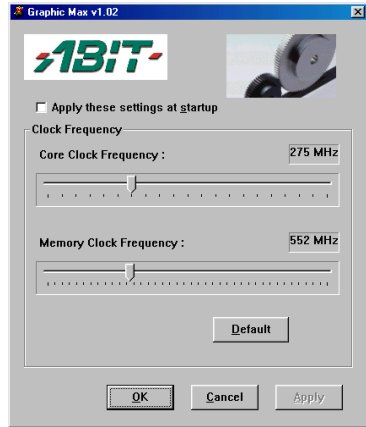 Graphic Max v1.02
ABIT
Apply these settings at startup
Clock Frequency
Core Clock Frequency :
275 MHz
Memory Clock Frequency :
552 MHz
Default
OK
Cancel
Apply